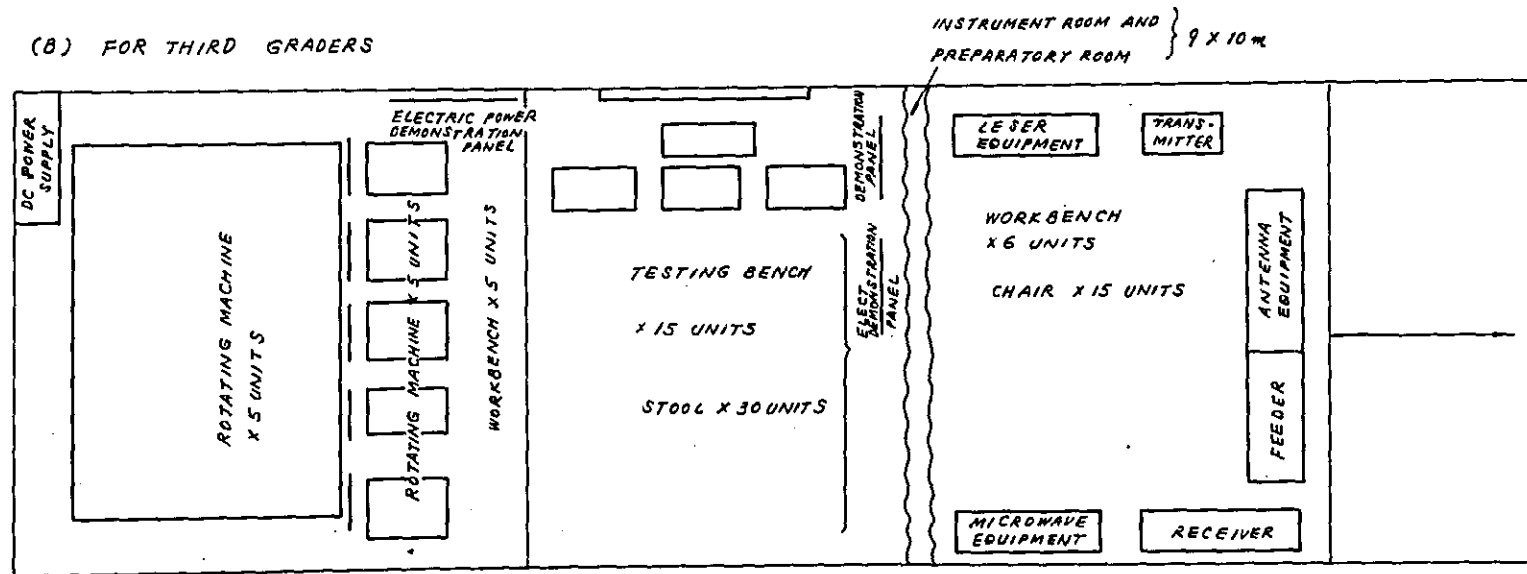 (B) FOR THIRD GRADERS
INSTRUMENT ROOM AND
PREPARATORY ROOM
} 9 X 10 m
DC POWER
SUPPLY
ROTATING MACHINE
X 5 UNITS
ELECTRIC POWER
DEMONSTRATION
PANEL
ROTATING MACHINE X 5 UNITS
WORKBENCH X 5 UNITS
TESTING BENCH
X 15 UNITS
STOOL X 30 UNITS
DEMONSTRATION
PANEL
ELECT
DEMONSTRATION
PANEL
LESER
EQUIPMENT
TRANS-
MITTER
WORKBENCH
X 6 UNITS
CHAIR X 15 UNITS
ANTENNA
EQUIPMENT
FEEDER
MICROWAVE
EQUIPMENT
RECEIVER